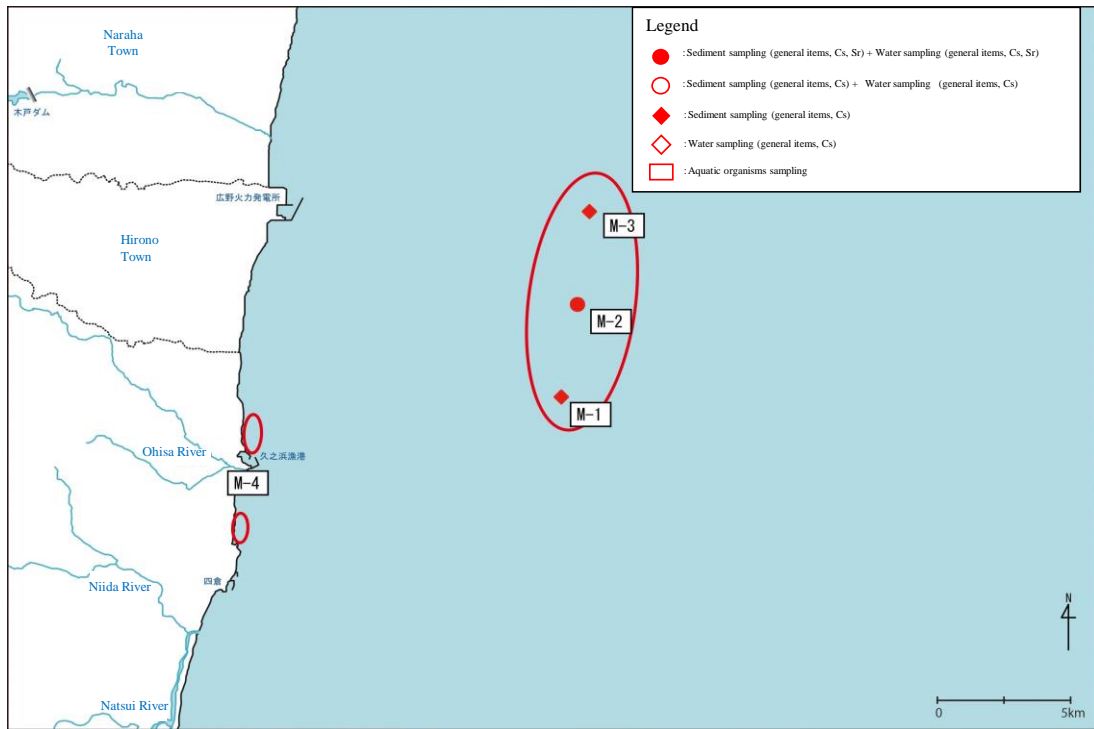 Naraha
Town
木戸ダム
広野火力発電所
Hirono
Town
Ohisa River
久之浜漁港
M-4
Niida River
四倉
Natsui River
Legend
:Sediment sampling (general items, Cs, Sr) + Water sampling (general items, Cs, Sr)
:Sediment sampling (general items, Cs) + Water sampling (general items, Cs)
:Sediment sampling (general items, Cs)
:Water sampling (general items, Cs)
:Aquatic organisms sampling
M-3
M-2
M-1
N
0 5km